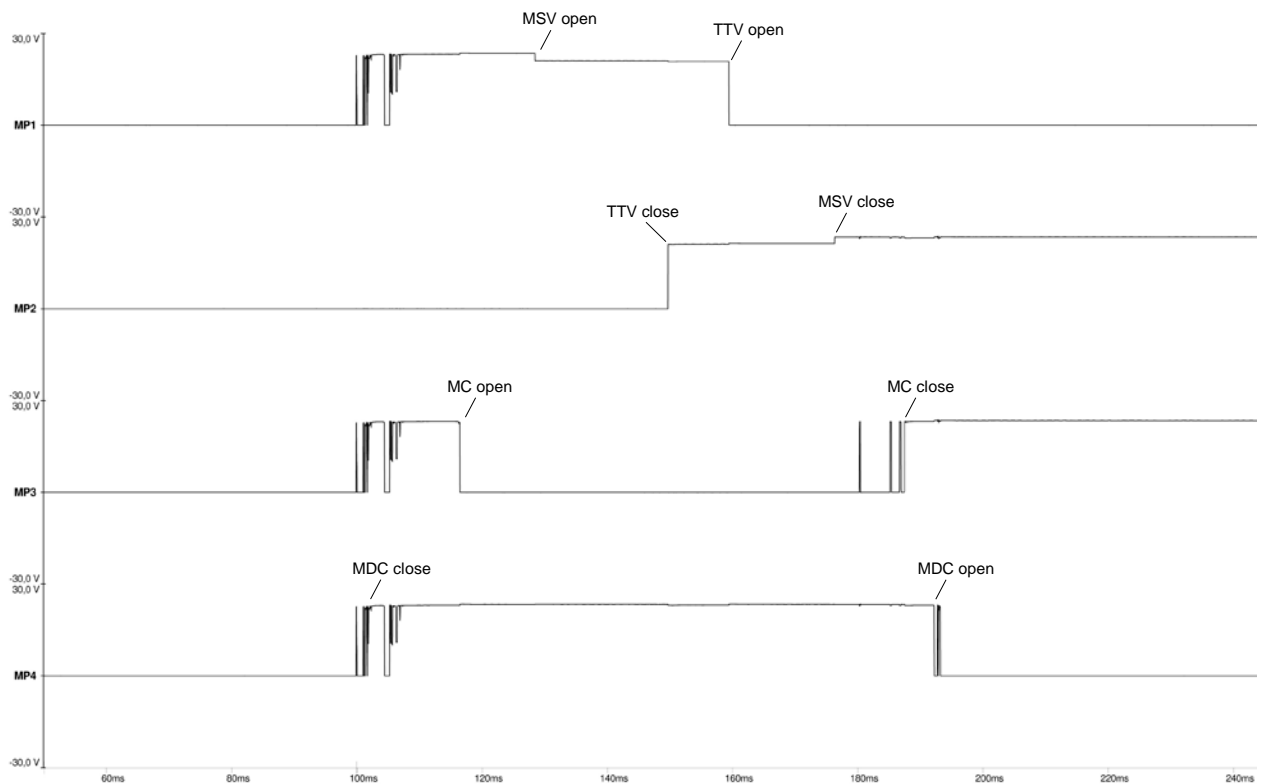 MSV open
TTV open
30,0 V
MP1
-30,0 V
30,0 V
TTV close
MSV close
MP2
-30,0 V
30,0 V
MC open
MC close
MP3
-30,0 V
30,0 V
MDC close
MDC open
MP4
-30,0 V
60ms 80ms 100ms 120ms 140ms 160ms 180ms 200ms 220ms 240ms